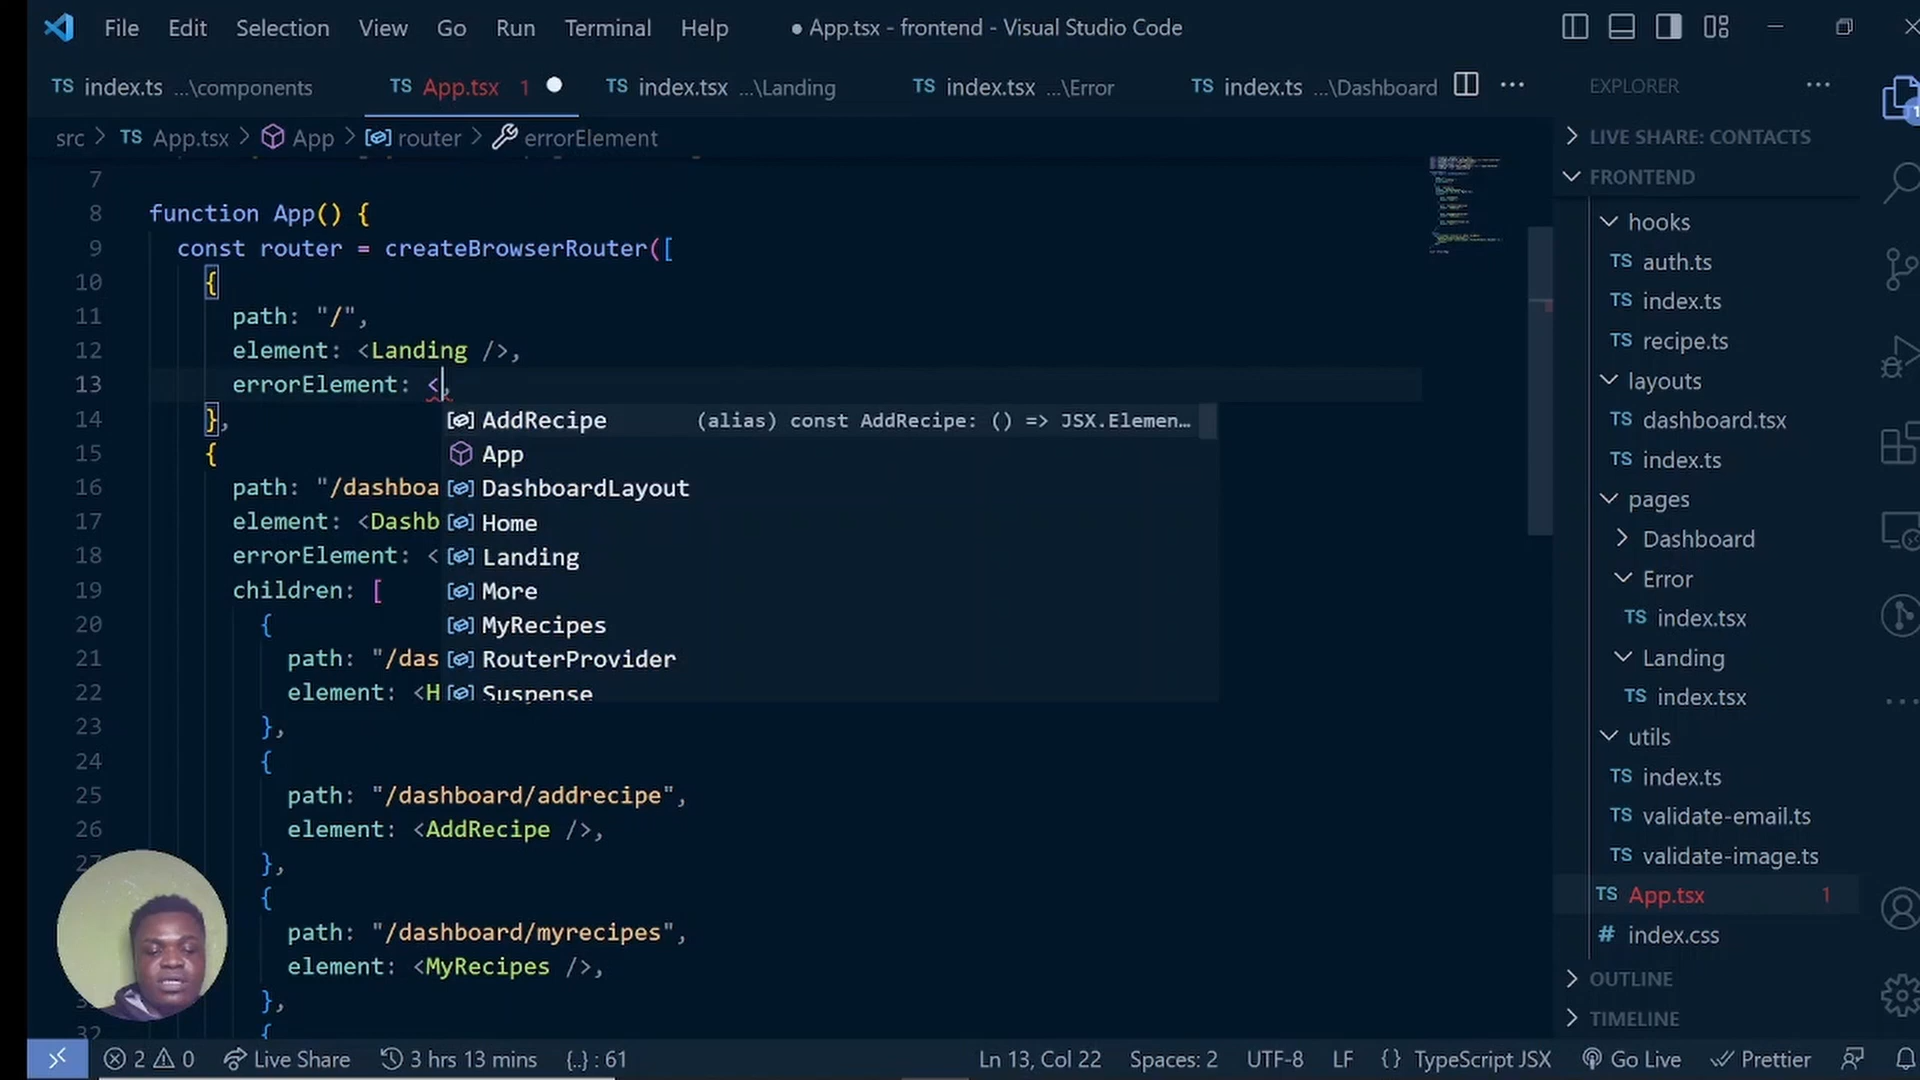 File Edit Selection View Go Run Terminal Help
● App.tsx - frontend - Visual Studio Code
TS index.ts ...\components
TS App.tsx 1
TS index.tsx ...\Landing
TS index.tsx ...\Error
TS index.ts ...\Dashboard
src > TS App.tsx > App > router > errorElement
7
8 function App() {
9 const router = createBrowserRouter([
10 {
11 path: "/",
12 element: <Landing />,
13 errorElement: <,
14 },
15 {
16 path: "/dashboa
17 element: <Dashb
18 errorElement: <
19 children: [
20 {
21 path: "/das
22 element: <H
23 },
24 {
25 path: "/dashboard/addrecipe",
26 element: <AddRecipe />,
27 },
{
path: "/dashboard/myrecipes",
element: <MyRecipes />,
},
32 {
AddRecipe (alias) const AddRecipe: () => JSX.Elemen…
App
DashboardLayout
Home
Landing
More
MyRecipes
RouterProvider
Suspense
EXPLORER
LIVE SHARE: CONTACTS
FRONTEND
hooks
TS auth.ts
TS index.ts
TS recipe.ts
layouts
TS dashboard.tsx
TS index.ts
pages
Dashboard
Error
TS index.tsx
Landing
TS index.tsx
utils
TS index.ts
TS validate-email.ts
TS validate-image.ts
TS App.tsx 1
# index.css
OUTLINE
TIMELINE
1
2 0 Live Share 3 hrs 13 mins {..} : 61
Ln 13, Col 22 Spaces: 2 UTF-8 LF {} TypeScript JSX Go Live Prettier